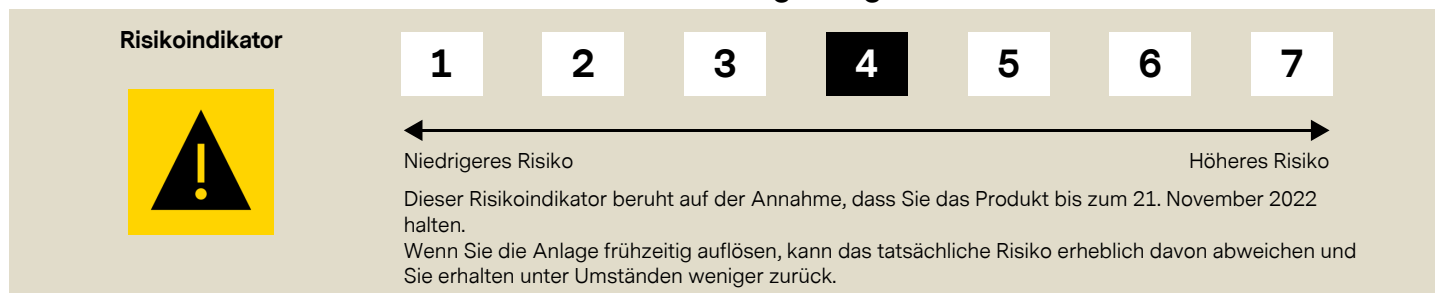 Risikoindikator
1 2 3 4 5 6 7
Niedrigeres Risiko Höheres Risiko
Dieser Risikoindikator beruht auf der Annahme, dass Sie das Produkt bis zum 21. November 2022
halten.
Wenn Sie die Anlage frühzeitig auflösen, kann das tatsächliche Risiko erheblich davon abweichen und
Sie erhalten unter Umständen weniger zurück.